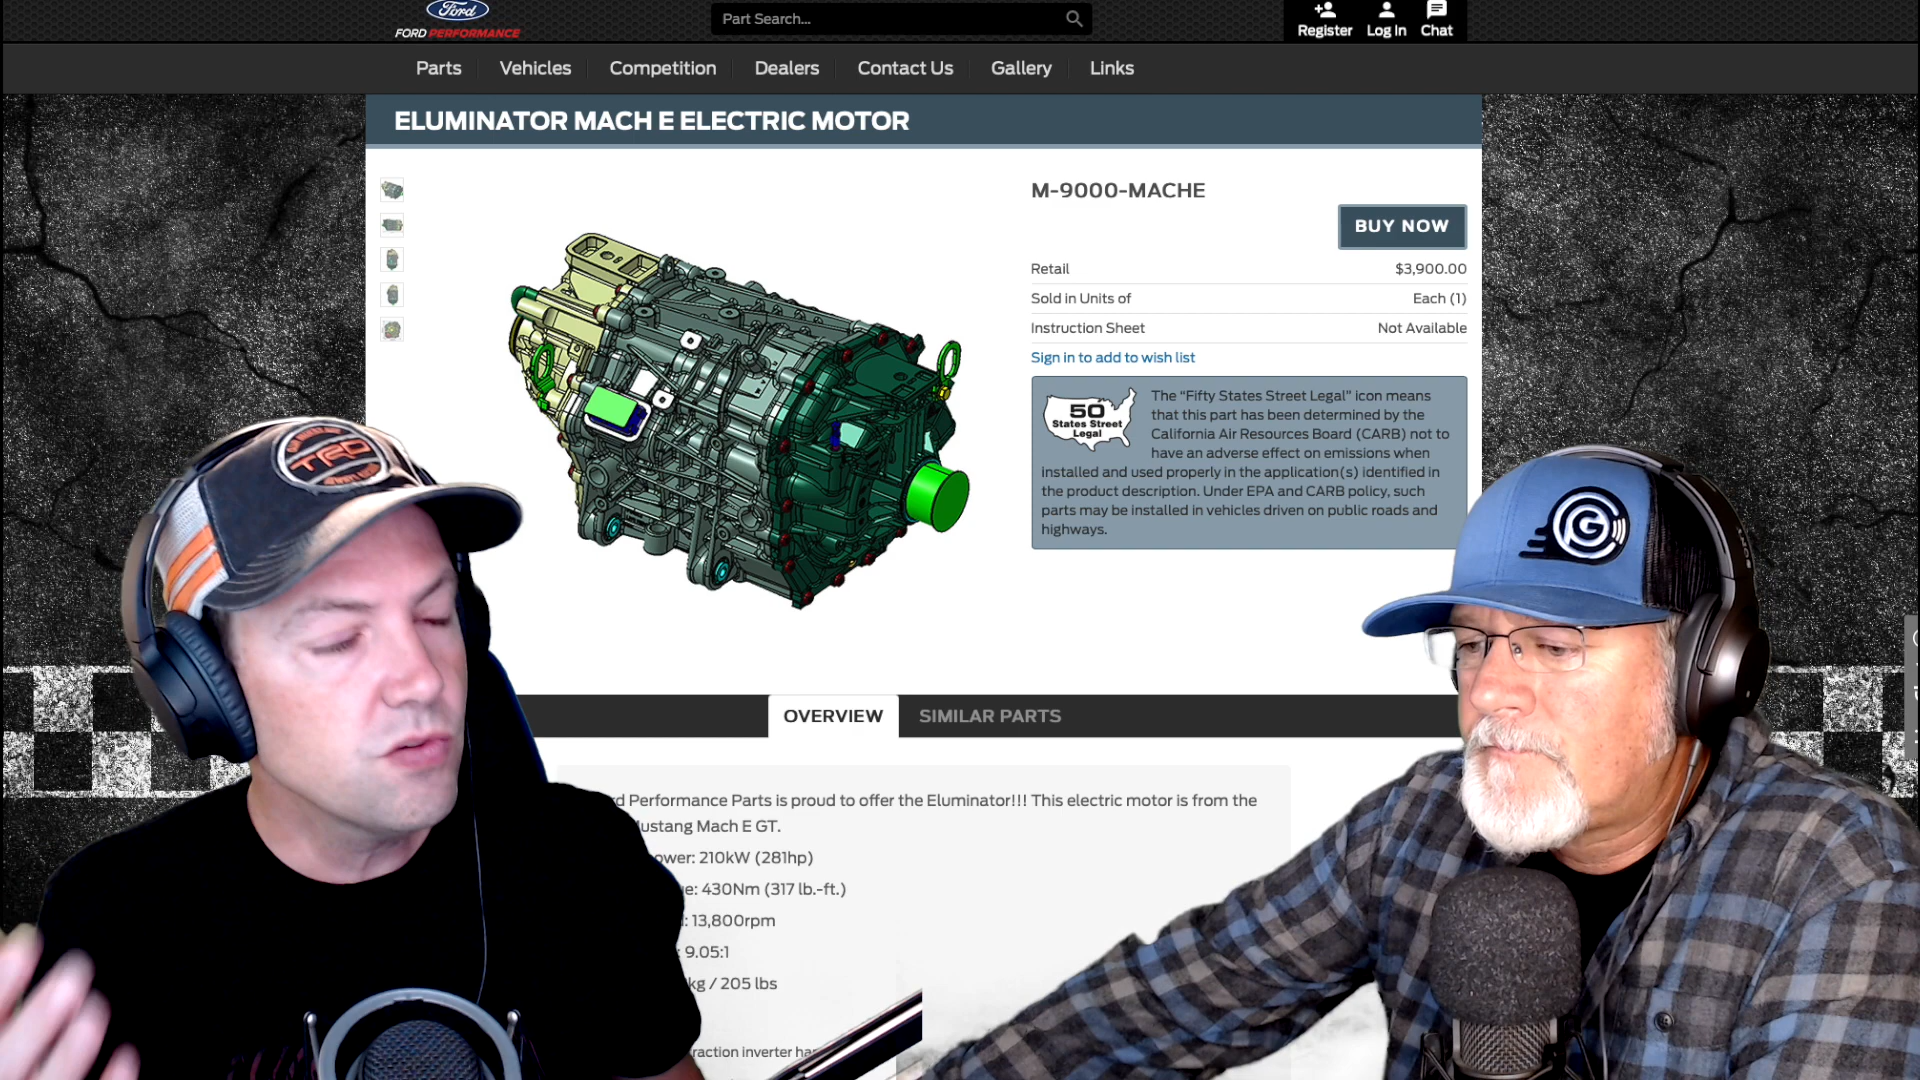 Ford
FORD PERFORMANCE
Part Search...
Register
Log In
Chat
Parts
Vehicles
Competition
Dealers
Contact Us
Gallery
Links
ELUMINATOR MACH E ELECTRIC MOTOR
M-9000-MACHE
BUY NOW
Retail $3,900.00
Sold in Units of Each (1)
Instruction Sheet Not Available
Sign in to add to wish list
50
States Street
Legal
The “Fifty States Street Legal” icon means
that this part has been determined by the
California Air Resources Board (CARB) not to
have an adverse effect on emissions when
installed and used properly in the application(s) identified in
the product description. Under EPA and CARB policy, such
parts may be installed in vehicles driven on public roads and
highways.
TRD
G
OVERVIEW
SIMILAR PARTS
rd Performance Parts is proud to offer the Eluminator!!! This electric motor is from the
Mustang Mach E GT.
ower: 210kW (281hp)
ue: 430Nm (317 lb.-ft.)
: 13,800rpm
: 9.05:1
kg / 205 lbs
raction inverter ha